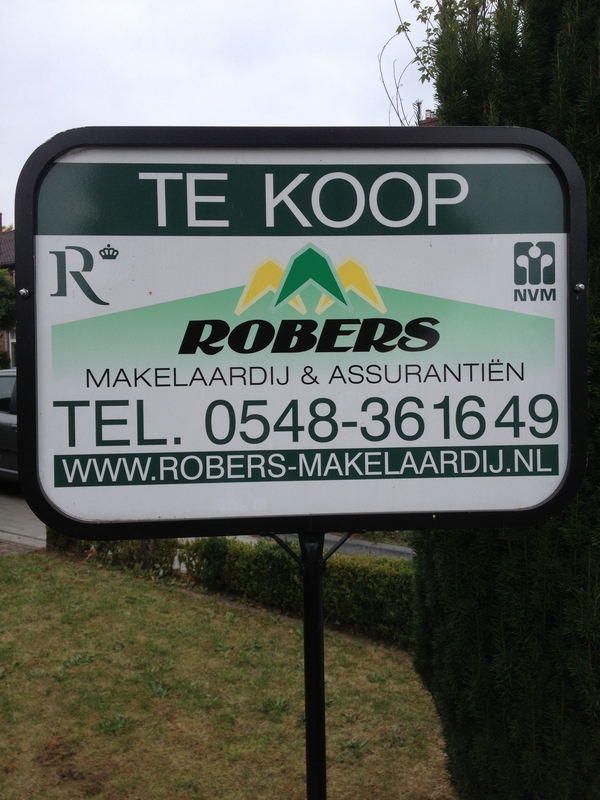 TE KOOP
R
NVM
ROBERS
MAKELAARDIJ & ASSURANTIËN
TEL. 0548-361649
WWW.ROBERS-MAKELAARDIJ.NL